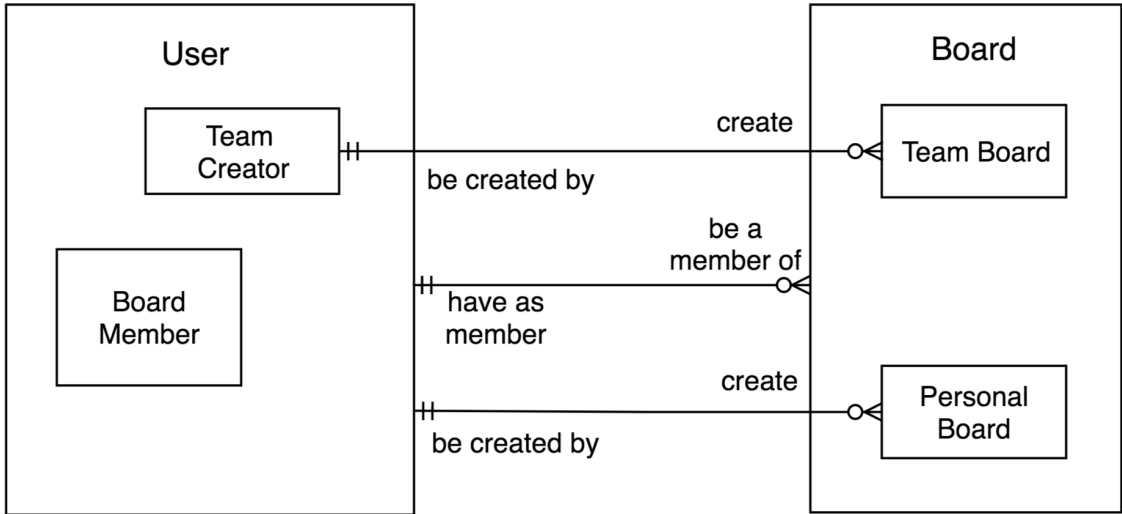 User
Board
Team
Creator
create
Team Board
be created by
be a
member of
Board
Member
have as
member
create
Personal
Board
be created by